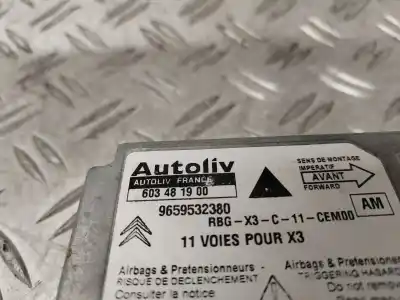 Autoliv
AUTOLIV FRANCE
603 48 19 00
9659532380
SENS DE MONTAGE
IMPERATIF
AVANT
FORWARD
RBG-X3-C-11-CEM00
AM
11 VOIES POUR X3
Airbags & Pretensionneurs
RISQUE DE DECLENCHEMENT
Consulter la notice
Airbags & Pretensioners
TRIGGERING HAZARD
Do not remove